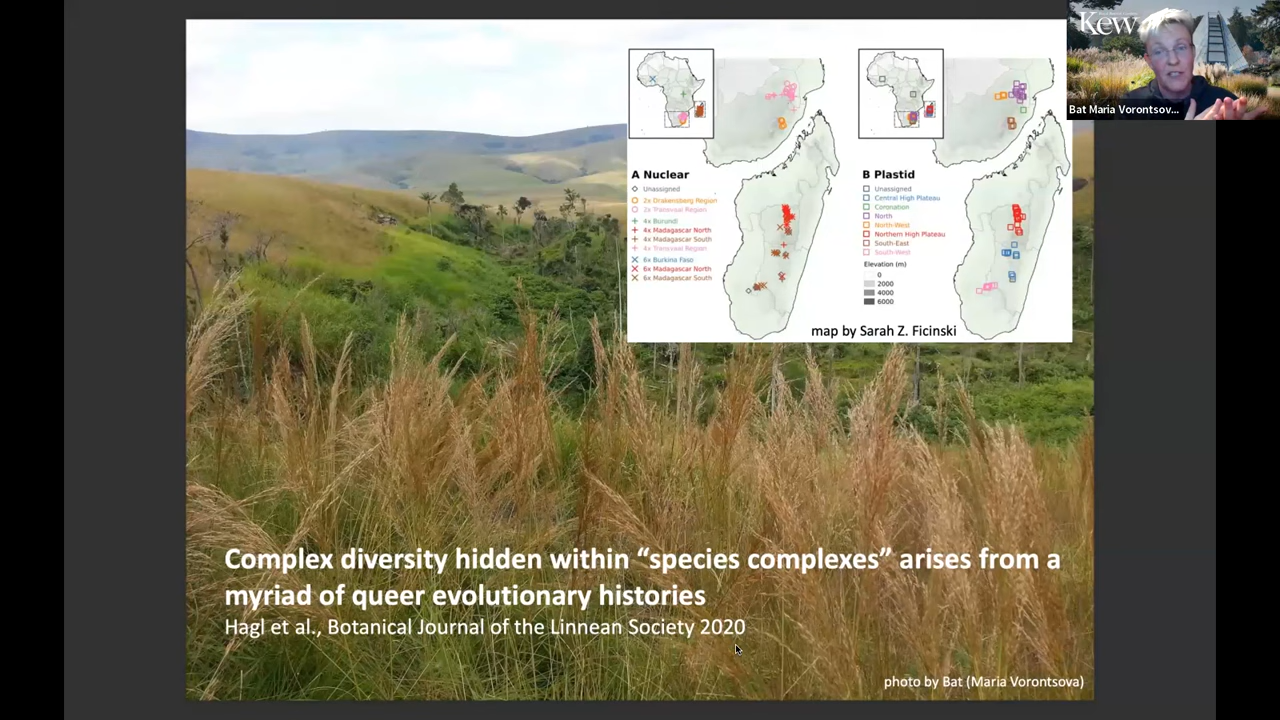 Kew
Bat Maria Vorontsov...
A Nuclear
Unassigned
2x Drakensberg Region
2x Transvaal Region
4x Burundi
4x Madagascar North
4x Madagascar South
4x Transvaal Region
6x Burkina Faso
6x Madagascar North
6x Madagascar South
B Plastid
Unassigned
Central High Plateau
Coronation
North
North-West
Northern High Plateau
South-East
South-West
Elevation (m)
0
2000
4000
6000
map by Sarah Z. Ficinski
Complex diversity hidden within “species complexes” arises from a
myriad of queer evolutionary histories
Hagl et al., Botanical Journal of the Linnean Society 2020
photo by Bat (Maria Vorontsova)